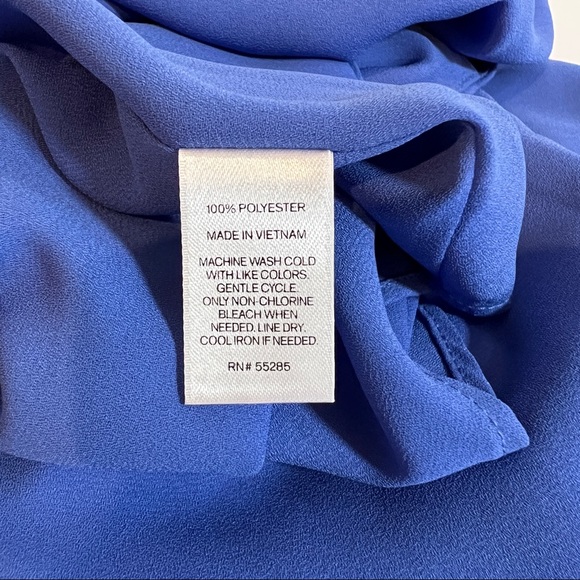 100% POLYESTER
MADE IN VIETNAM
MACHINE WASH COLD
WITH LIKE COLORS.
GENTLE CYCLE.
ONLY NON-CHLORINE
BLEACH WHEN
NEEDED. LINE DRY.
COOL IRON IF NEEDED.
RN# 55285